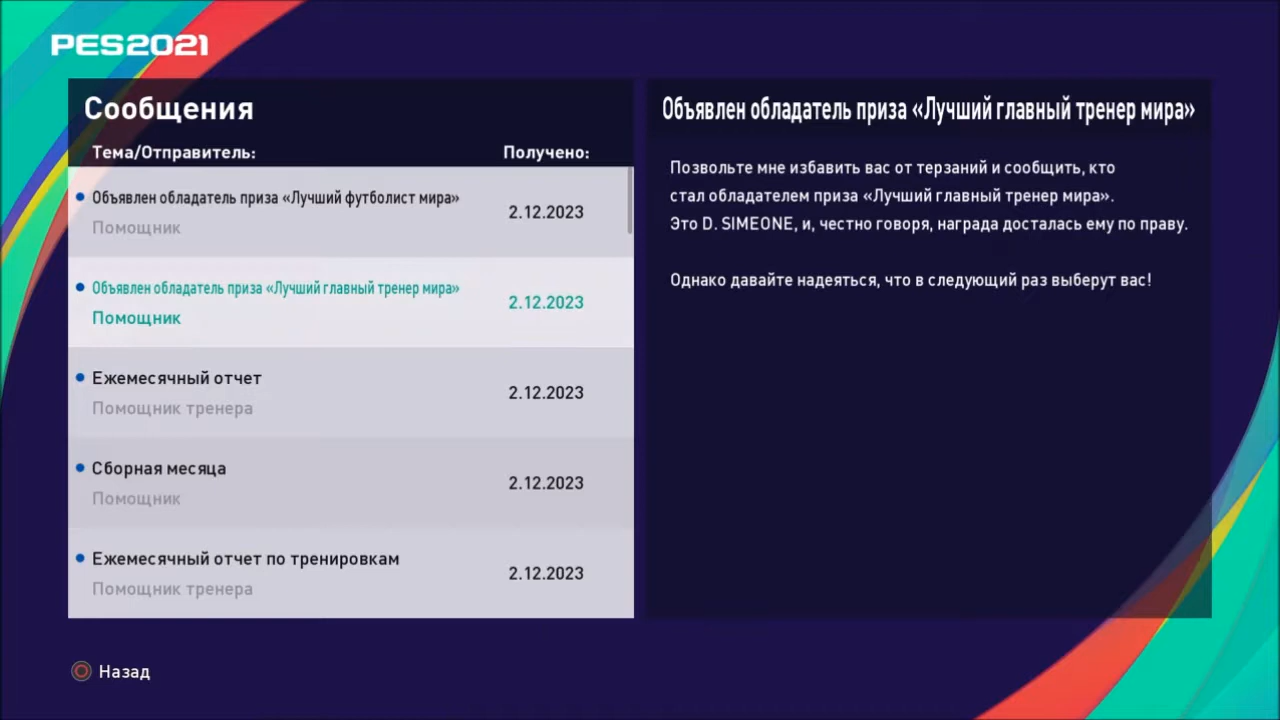 PES2021
Сообщения
Тема/Отправитель: Получено:
Объявлен обладатель приза «Лучший футболист мира»
Помощник
2.12.2023
Объявлен обладатель приза «Лучший главный тренер мира»
Помощник
2.12.2023
Ежемесячный отчет
Помощник тренера
2.12.2023
Сборная месяца
Помощник
2.12.2023
Ежемесячный отчет по тренировкам
Помощник тренера
2.12.2023
Объявлен обладатель приза «Лучший главный тренер мира»
Позвольте мне избавить вас от терзаний и сообщить, кто
стал обладателем приза «Лучший главный тренер мира».
Это D. SIMEONE, и, честно говоря, награда досталась ему по праву.
Однако давайте надеяться, что в следующий раз выберут вас!
Назад